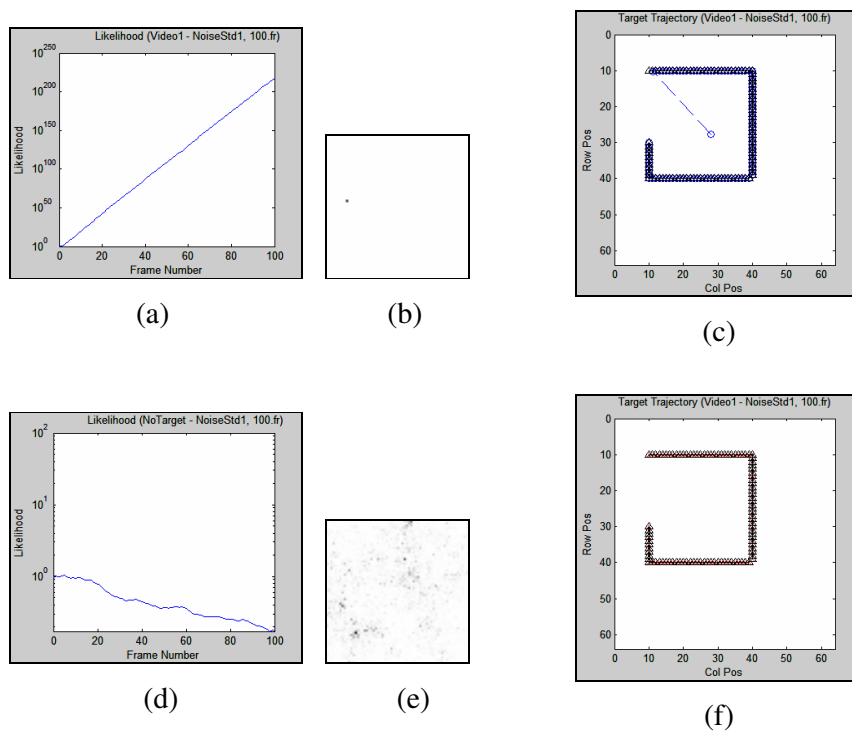 Likelihood (Video1 - NoiseStd1, 100.fr)
10^250
10^200
10^150
10^100
10^50
10^0
Likelihood
0 20 40 60 80 100
Frame Number
(a)
(b)
Target Trajectory (Video1 - NoiseStd1, 100.fr)
0
10
20
30
40
50
60
Row Pos
0 10 20 30 40 50 60
Col Pos
(c)
Likelihood (NoTarget - NoiseStd1, 100.fr)
10^2
10^1
10^0
Likelihood
0 20 40 60 80 100
Frame Number
(d)
(e)
Target Trajectory (Video1 - NoiseStd1, 100.fr)
0
10
20
30
40
50
60
Row Pos
0 10 20 30 40 50 60
Col Pos
(f)